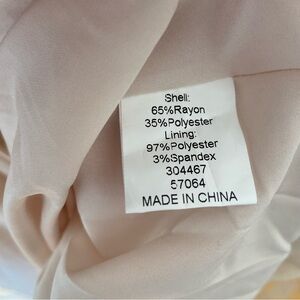 Shell:
65%Rayon
35%Polyester
Lining:
97%Polyester
3%Spandex
304467
57064
MADE IN CHINA